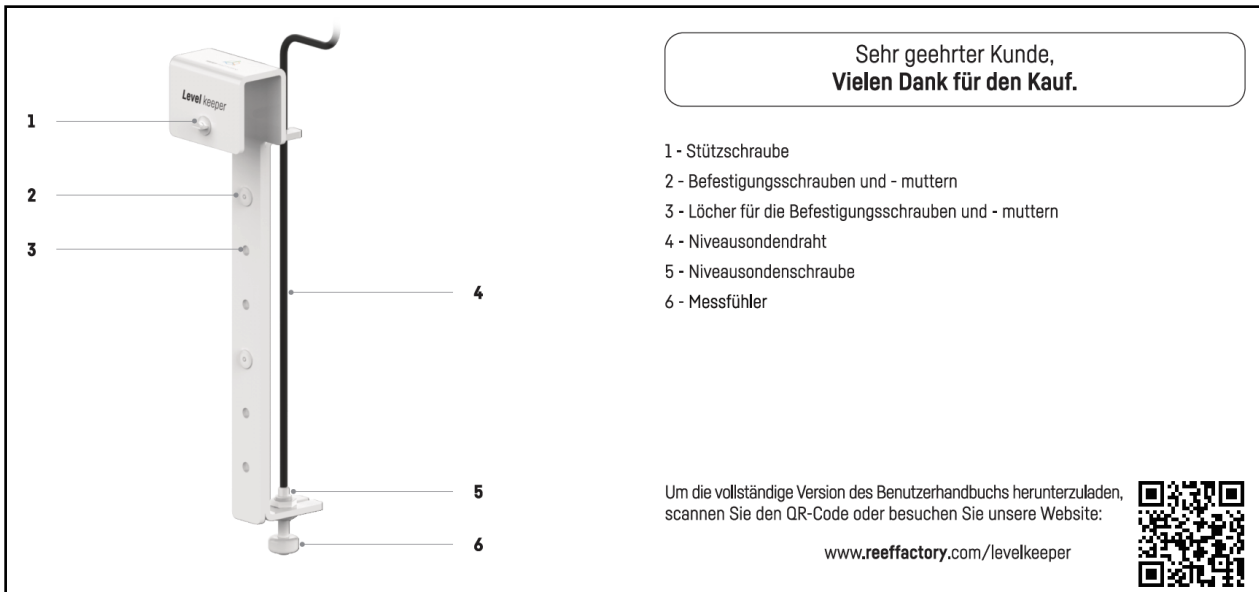 Level keeper
1
2
3
4
5
6
Sehr geehrter Kunde,
Vielen Dank für den Kauf.
1 - Stützschraube
2 - Befestigungsschrauben und - muttern
3 - Löcher für die Befestigungsschrauben und - muttern
4 - Niveausondendraht
5 - Niveausondenschraube
6 - Messfühler
Um die vollständige Version des Benutzerhandbuchs herunterzuladen,
scannen Sie den QR-Code oder besuchen Sie unsere Website:
www.reeffactory.com/levelkeeper